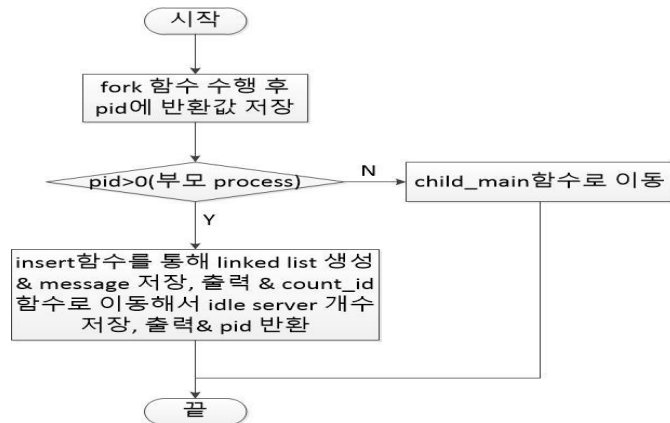 시작
fork 함수 수행 후
pid에 반환값 저장
pid>0(부모 process)
N
child_main함수로 이동
Y
insert함수를 통해 linked list 생성
& message 저장, 출력 & count_id
함수로 이동해서 idle server 개수
저장, 출력& pid 반환
끝